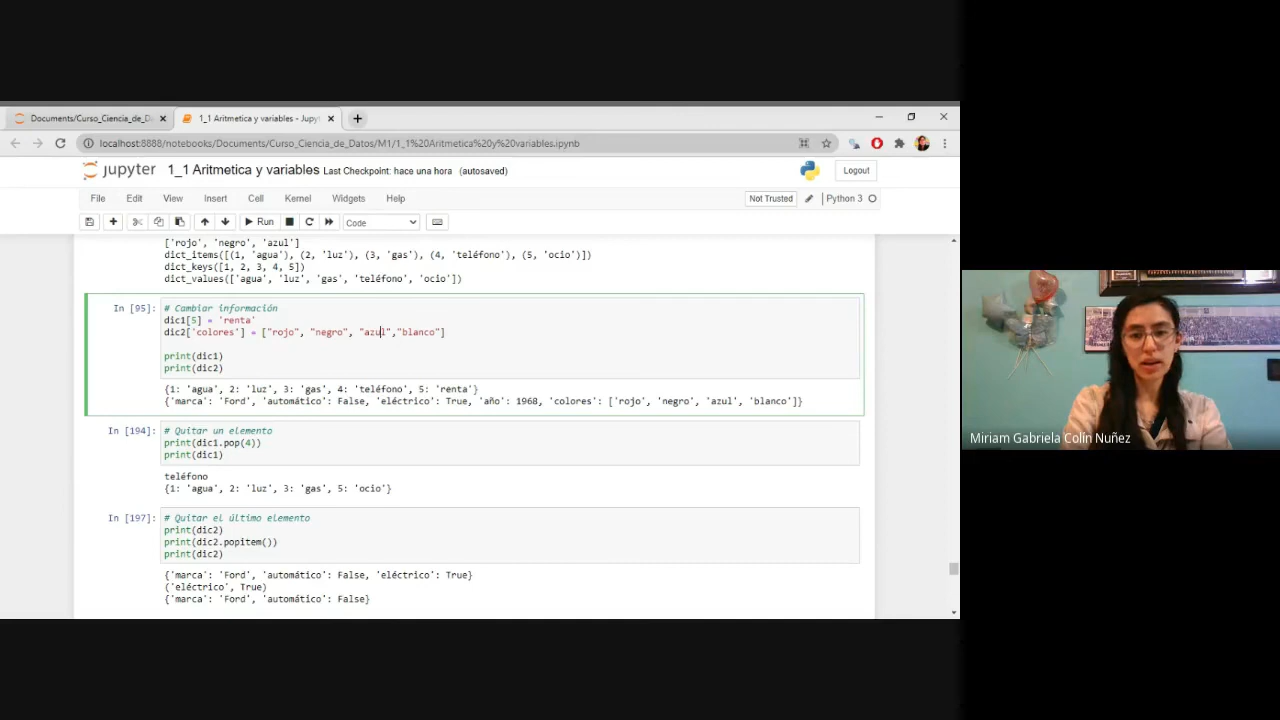 Documents/Curso_Ciencia_de_Da
1_1 Aritmetica y variables - Jupyt
localhost:8888/notebooks/Documents/Curso_Ciencia_de_Datos/M1/1_1%20Aritmetica%20y%20variables.ipynb
jupyter 1_1 Aritmetica y variables Last Checkpoint: hace una hora (autosaved)
Logout
File Edit View Insert Cell Kernel Widgets Help
Not Trusted
Python 3
Run
Code
['rojo', 'negro', 'azul']
dict_items([(1, 'agua'), (2, 'luz'), (3, 'gas'), (4, 'teléfono'), (5, 'ocio')])
dict_keys([1, 2, 3, 4, 5])
dict_values(['agua', 'luz', 'gas', 'teléfono', 'ocio'])
In [95]: # Cambiar información
dic1[5] = 'renta'
dic2['colores'] = ["rojo", "negro", "azul","blanco"]
print(dic1)
print(dic2)
{1: 'agua', 2: 'luz', 3: 'gas', 4: 'teléfono', 5: 'renta'}
{'marca': 'Ford', 'automático': False, 'eléctrico': True, 'año': 1968, 'colores': ['rojo', 'negro', 'azul', 'blanco']}
In [194]: # Quitar un elemento
print(dic1.pop(4))
print(dic1)
teléfono
{1: 'agua', 2: 'luz', 3: 'gas', 5: 'ocio'}
In [197]: # Quitar el último elemento
print(dic2)
print(dic2.popitem())
print(dic2)
{'marca': 'Ford', 'automático': False, 'eléctrico': True}
('eléctrico', True)
{'marca': 'Ford', 'automático': False}
Miriam Gabriela Colín Nuñez